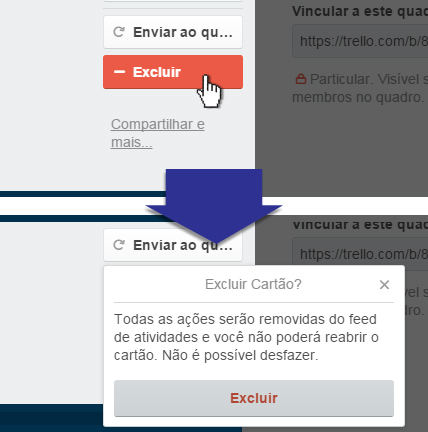 Vincular a este quad
Enviar ao qu...
https://trello.com/b/8
Excluir
Particular. Visível s
membros no quadro.
Compartilhar e
mais...
Vincular a este quad
Enviar ao qu...
https://trello.com/b/8
Excluir Cartão?
Todas as ações serão removidas do feed
de atividades e você não poderá reabrir o
cartão. Não é possível desfazer.
Excluir